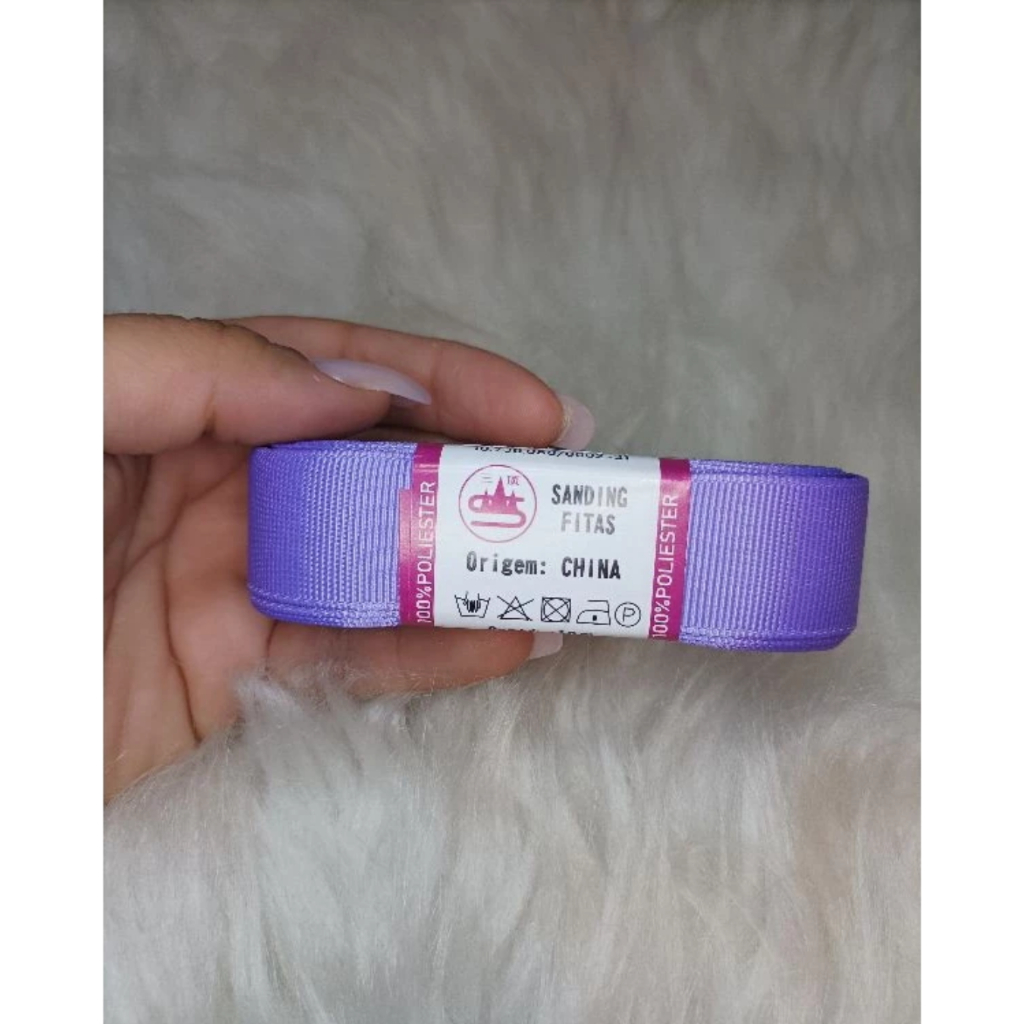 SANDING
FITAS
Origem: CHINA
100%POLIESTER
100%POLIESTER